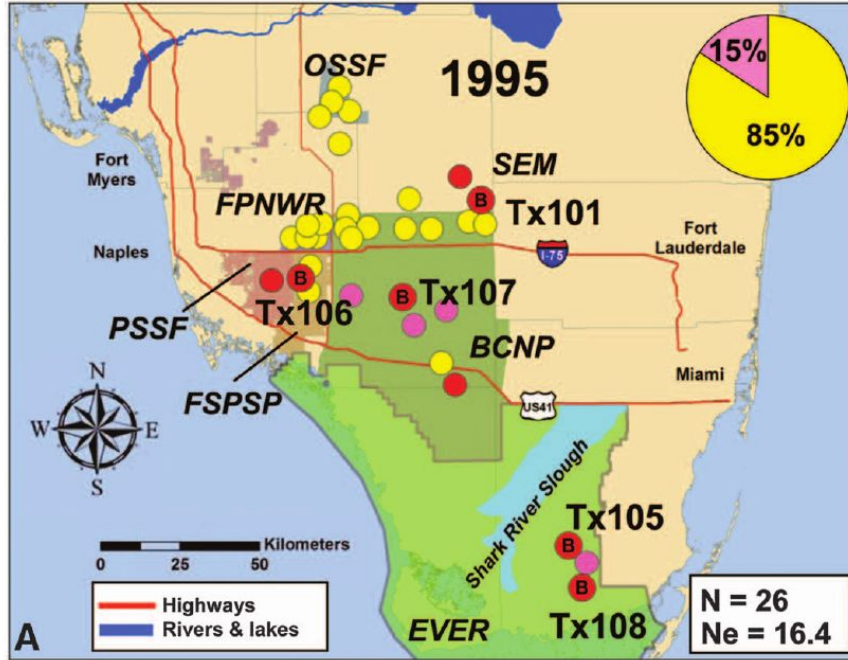 OSSF
1995
15%
85%
Fort
Myers
SEM
FPNWR
B
Tx101
Fort
Lauderdale
Naples
I-75
B
B
Tx107
Tx106
PSSF
BCNP
Miami
FSPSP
US41
N
W
E
S
Shark River Slough
Tx105
B
Kilometers
0
25
50
B
Highways
Rivers & lakes
N = 26
Ne = 16.4
A
EVER
Tx108